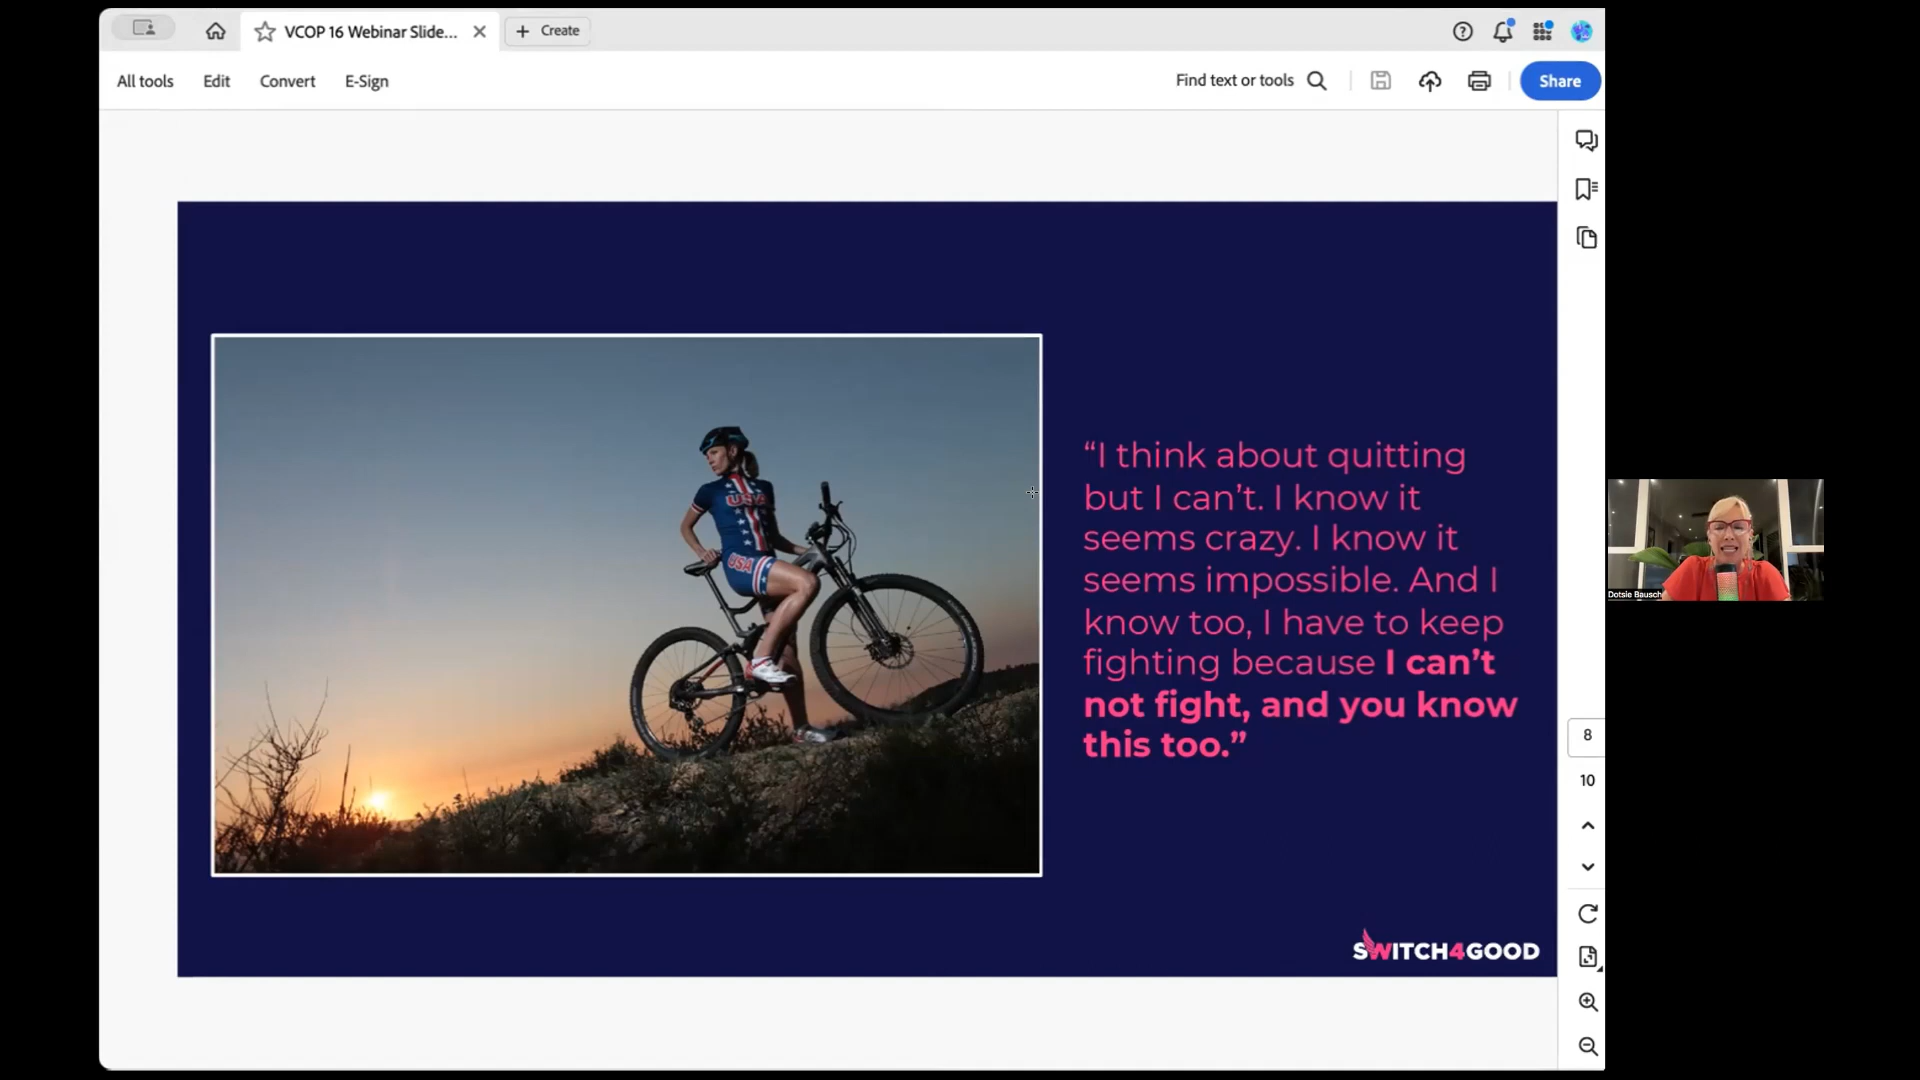 VCOP 16 Webinar Slide...
Create
All tools
Edit
Convert
E-Sign
Find text or tools
Share
USA
USA
“I think about quitting
but I can’t. I know it
seems crazy. I know it
seems impossible. And I
know too, I have to keep
fighting because I can’t
not fight, and you know
this too.”
SWITCH4GOOD
8
10
Dotsie Bausch